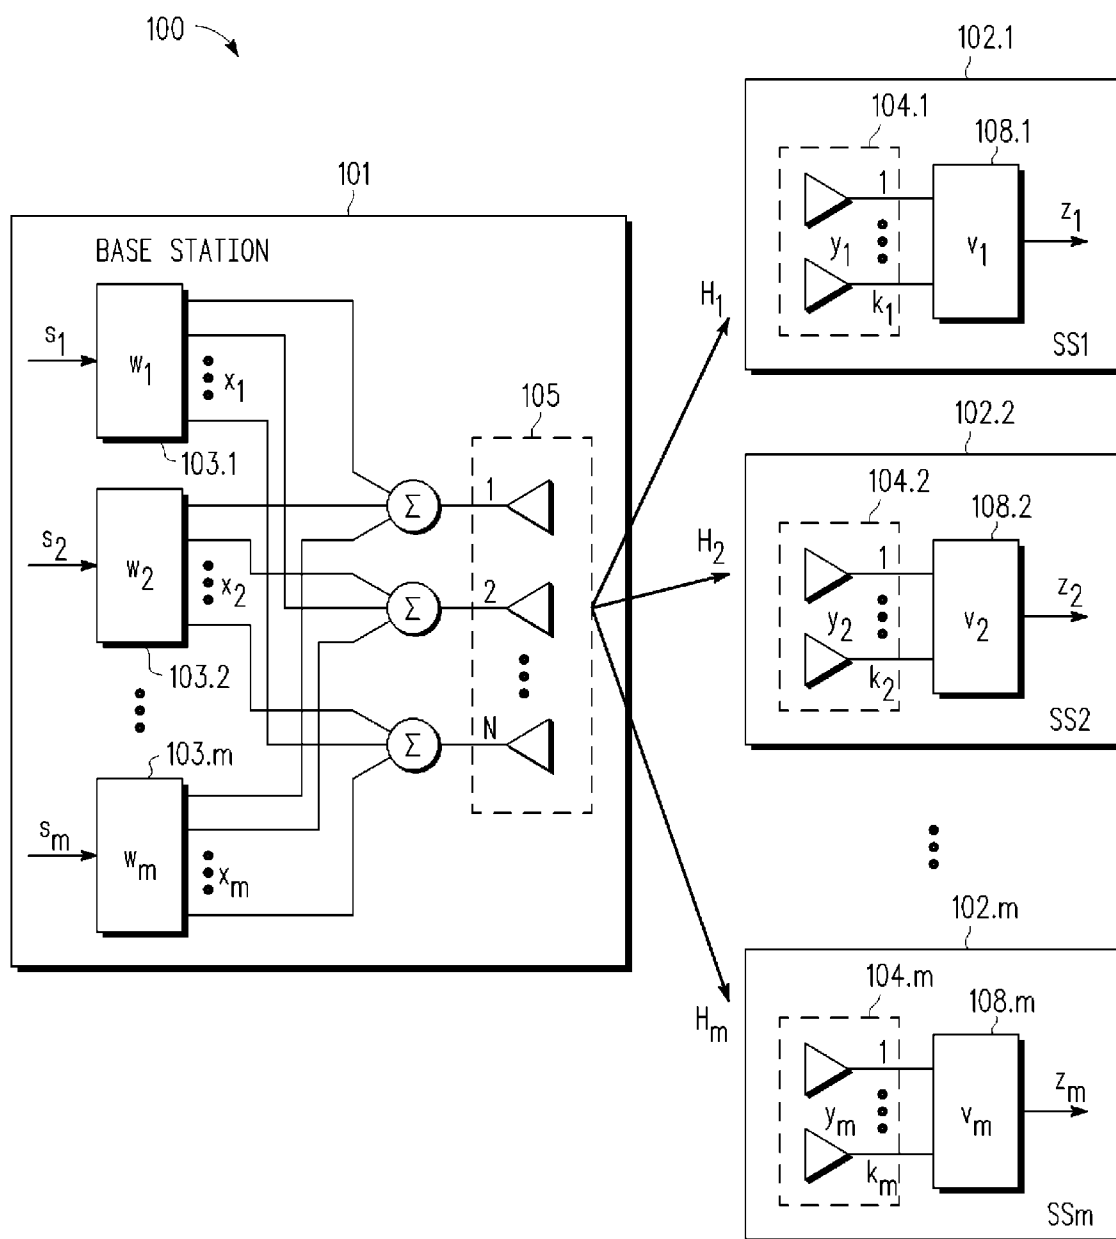 100
101
BASE STATION
s1
w1
x1
103.1
s2
w2
x2
103.2
103.m
sm
wm
xm
Σ
Σ
Σ
105
1
2
N
H1
H2
Hm
102.1
104.1
108.1
1
y1
k1
v1
z1
SS1
102.2
104.2
108.2
1
y2
k2
v2
z2
SS2
102.m
104.m
108.m
1
ym
km
vm
zm
SSm